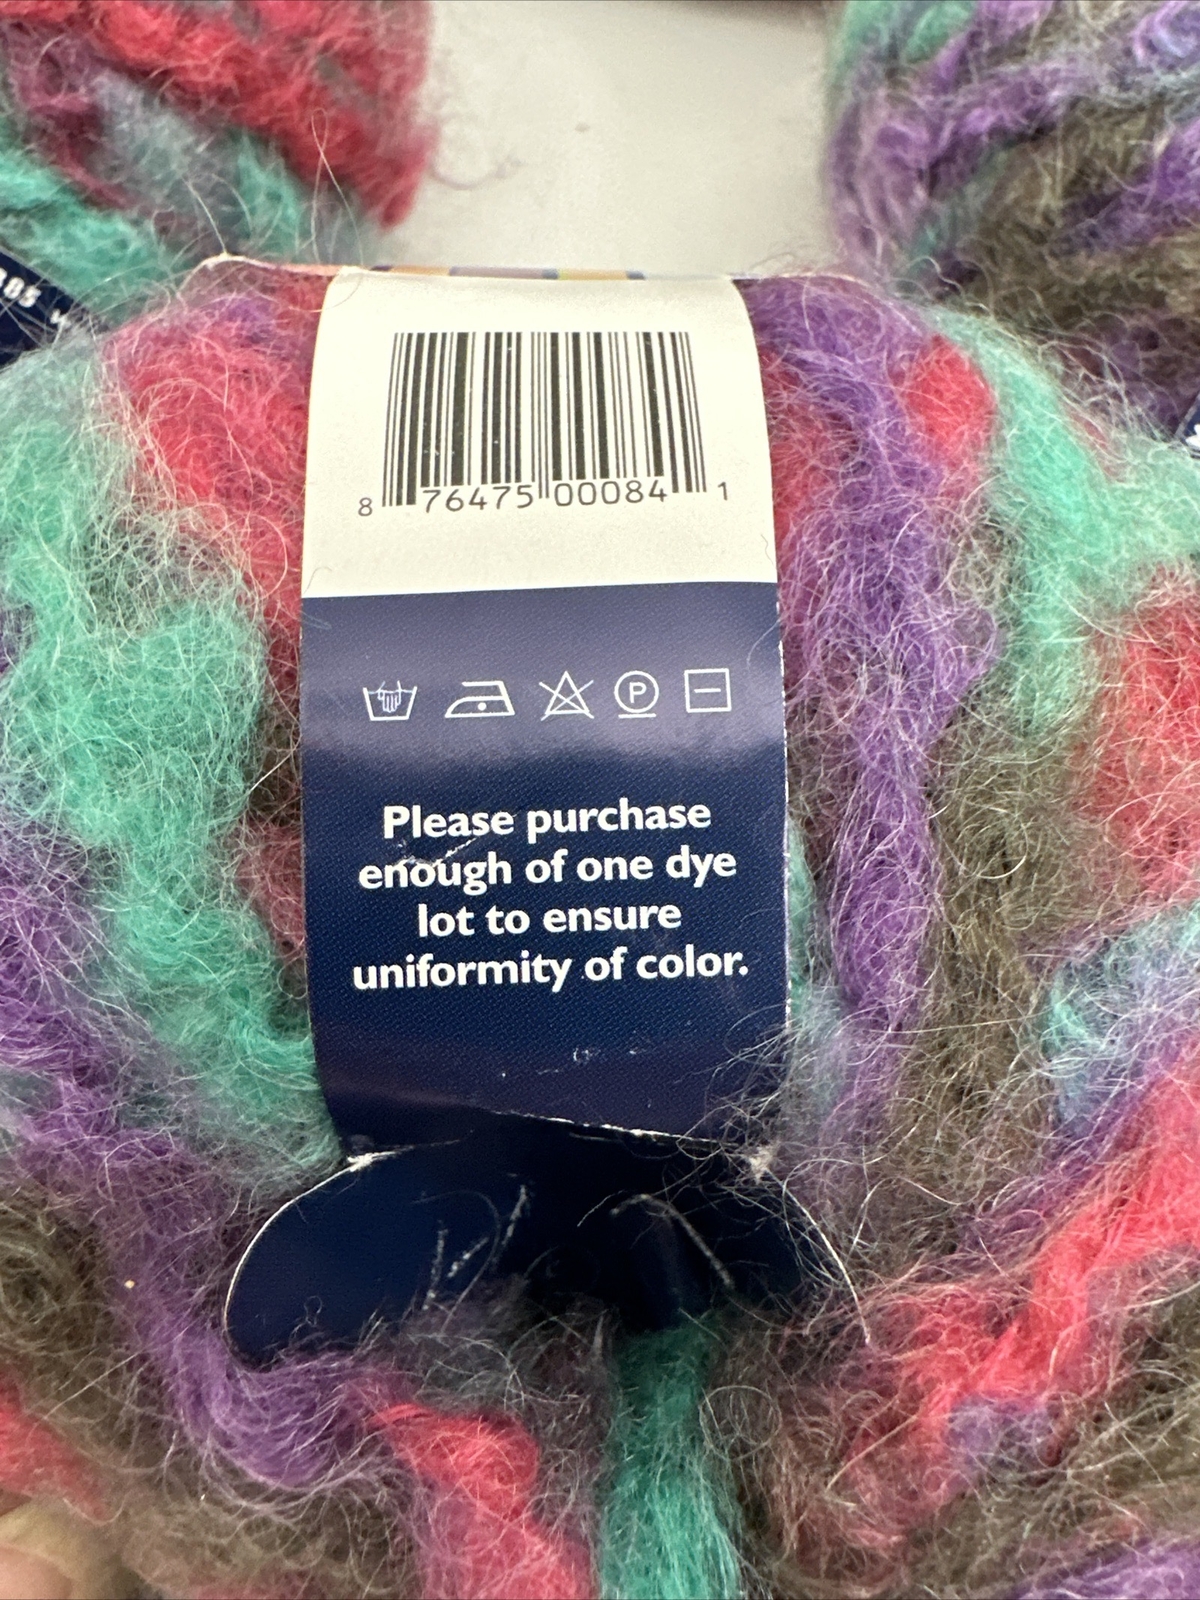 8 76475 00084 1
P
Please purchase
enough of one dye
lot to ensure
uniformity of color.